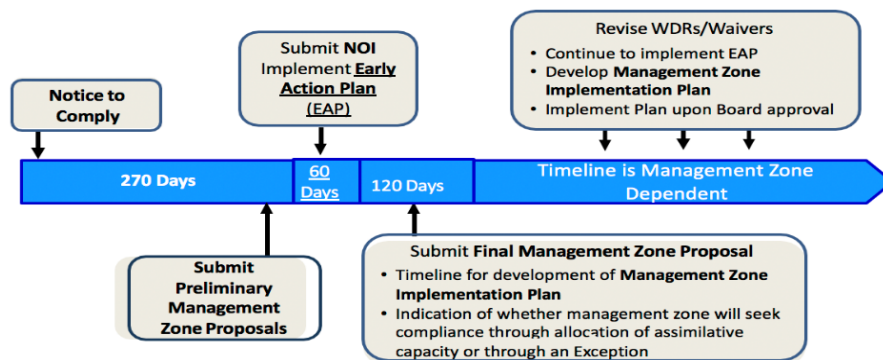 Notice to
Comply
Submit NOI
Implement Early
Action Plan
(EAP)
Revise WDRs/Waivers
• Continue to implement EAP
• Develop Management Zone
Implementation Plan
• Implement Plan upon Board approval
270 Days
60
Days
120 Days
Timeline is Management Zone
Dependent
Submit
Preliminary
Management
Zone Proposals
Submit Final Management Zone Proposal
• Timeline for development of Management Zone
Implementation Plan
• Indication of whether management zone will seek
compliance through allocation of assimilative
capacity or through an Exception